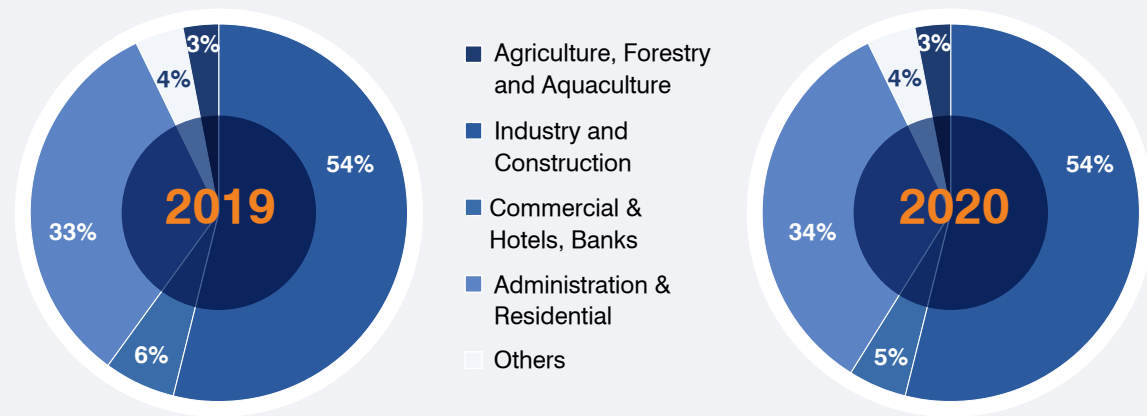 3%
4%
54%
2019
33%
6%
Agriculture, Forestry
and Aquaculture
Industry and
Construction
Commercial &
Hotels, Banks
Administration &
Residential
Others
3%
4%
54%
2020
34%
5%